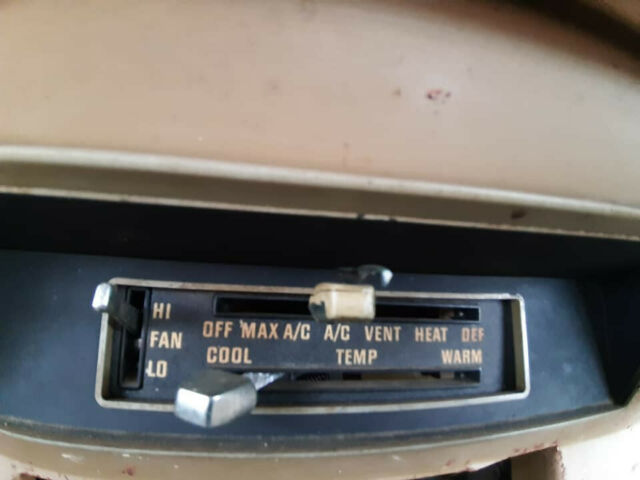 HI
OFF MAX A/C A/C VENT HEAT DEF
FAN
COOL TEMP WARM
LO